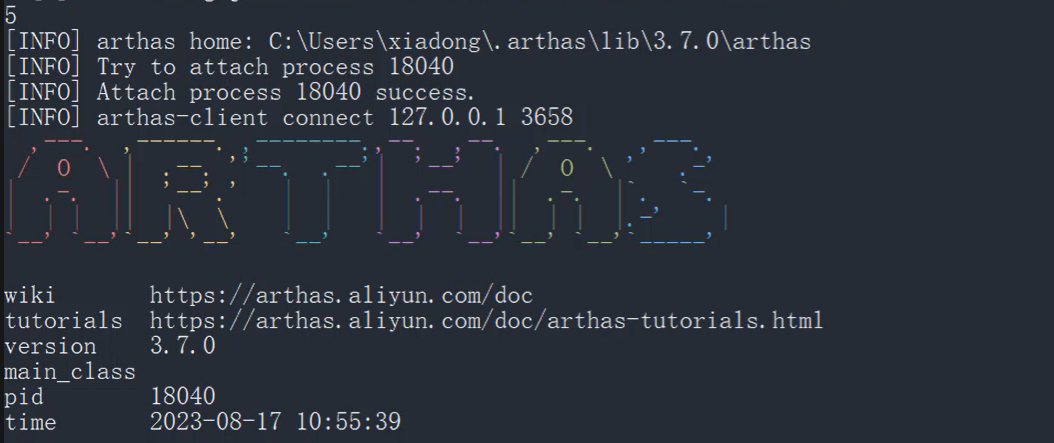 5
[INFO] arthas home: C:\Users\xiadong\.arthas\lib\3.7.0\arthas
[INFO] Try to attach process 18040
[INFO] Attach process 18040 success.
[INFO] arthas-client connect 127.0.0.1 3658
ARTHAS
wiki https://arthas.aliyun.com/doc
tutorials https://arthas.aliyun.com/doc/arthas-tutorials.html
version 3.7.0
main_class
pid 18040
time 2023-08-17 10:55:39